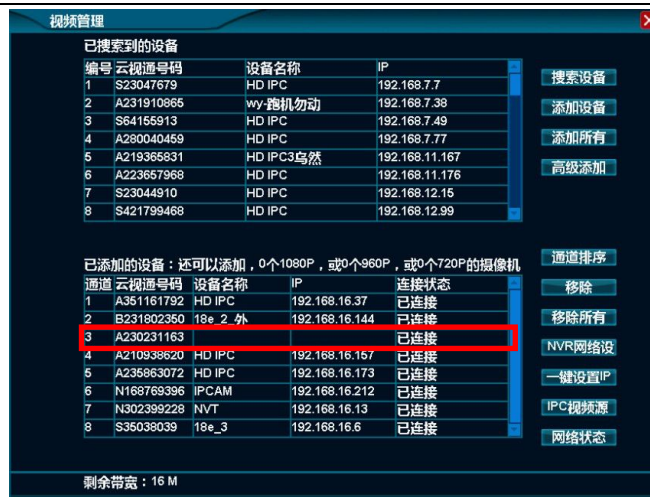 视频管理
已搜索到的设备
编号 云视通号码 设备名称 IP
1 S23047679 HD IPC 192.168.7.7
2 A231910865 wy-跑机勿动 192.168.7.38
3 S64155913 HD IPC 192.168.7.49
4 A280040459 HD IPC 192.168.7.77
5 A219365831 HD IPC3乌然 192.168.11.167
6 A223657968 HD IPC 192.168.11.176
7 S23044910 HD IPC 192.168.12.15
8 S421799468 HD IPC 192.168.12.99
搜索设备
添加设备
添加所有
高级添加
已添加的设备：还可以添加，0个1080P，或0个960P，或0个720P的摄像机
通道 云视通号码 设备名称 IP 连接状态
1 A351161792 HD IPC 192.168.16.37 已连接
2 B231802350 18e_2_外 192.168.16.144 已连接
3 A230231163 已连接
4 A210938620 HD IPC 192.168.16.157 已连接
5 A235863072 HD IPC 192.168.16.173 已连接
6 N168769396 IPCAM 192.168.16.212 已连接
7 N302399228 NVT 192.168.16.13 已连接
8 S35038039 18e_3 192.168.16.6 已连接
通道排序
移除
移除所有
NVR网络设
一键设置IP
IPC视频源
网络状态
剩余带宽：16 M